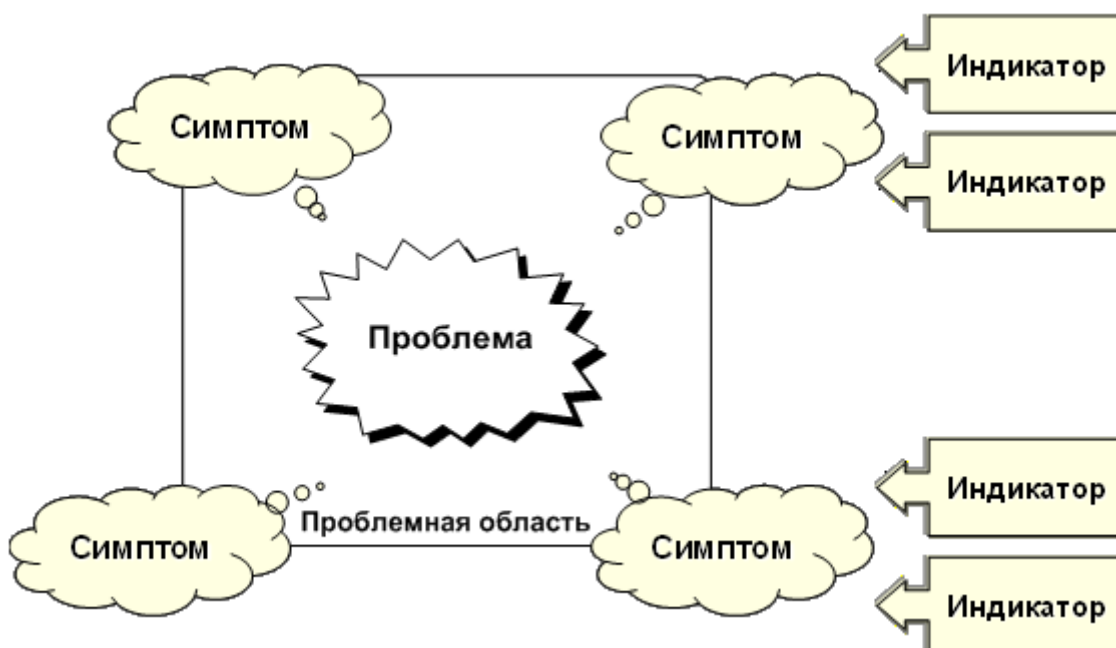 Индикатор
Симптом
Симптом
Индикатор
Проблема
Индикатор
Проблемная область
Симптом
Симптом
Индикатор